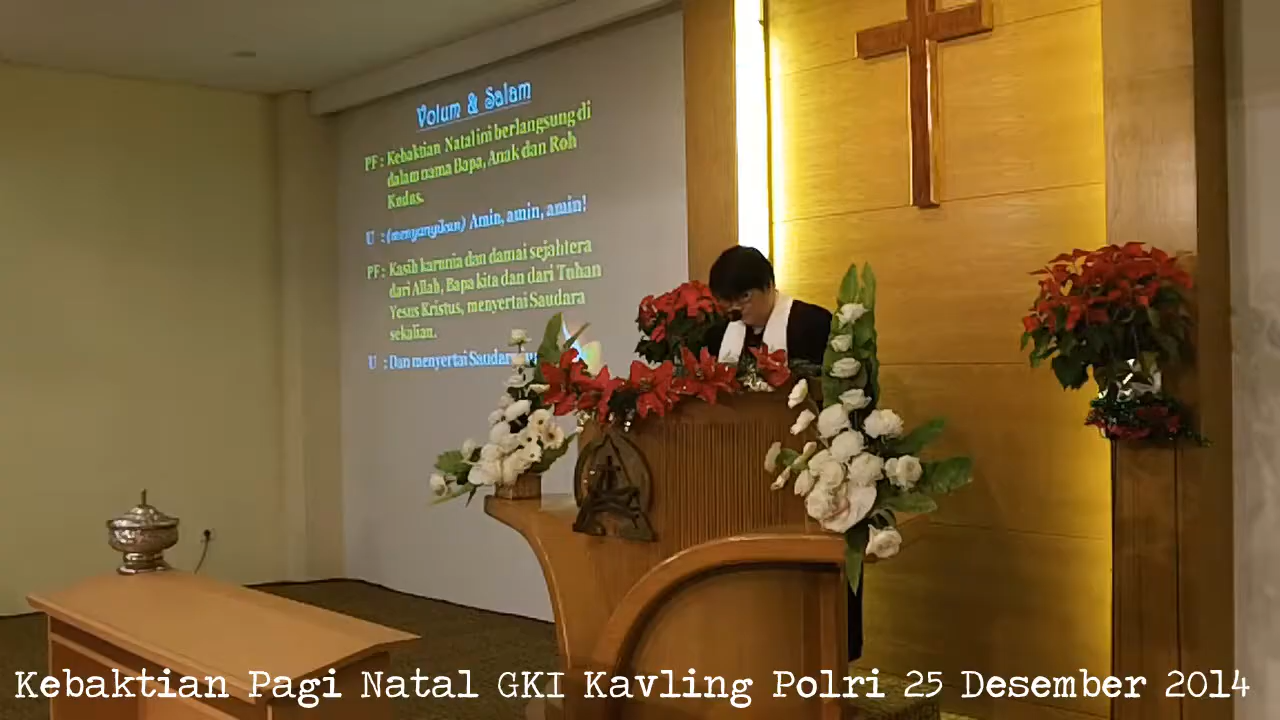 Votum & Salam
PF : Kebaktian Natal ini berlangsung di
dalam nama Bapa, Anak dan Roh
Kudus.
U : (menyanyikan) Amin, amin, amin!
PF : Kasih karunia dan damai sejahtera
dari Allah, Bapa kita dan dari Tuhan
Yesus Kristus, menyertai Saudara
sekalian.
U : Dan menyertai Saudara
Kebaktian Pagi Natal GKI Kavling Polri 25 Desember 2014